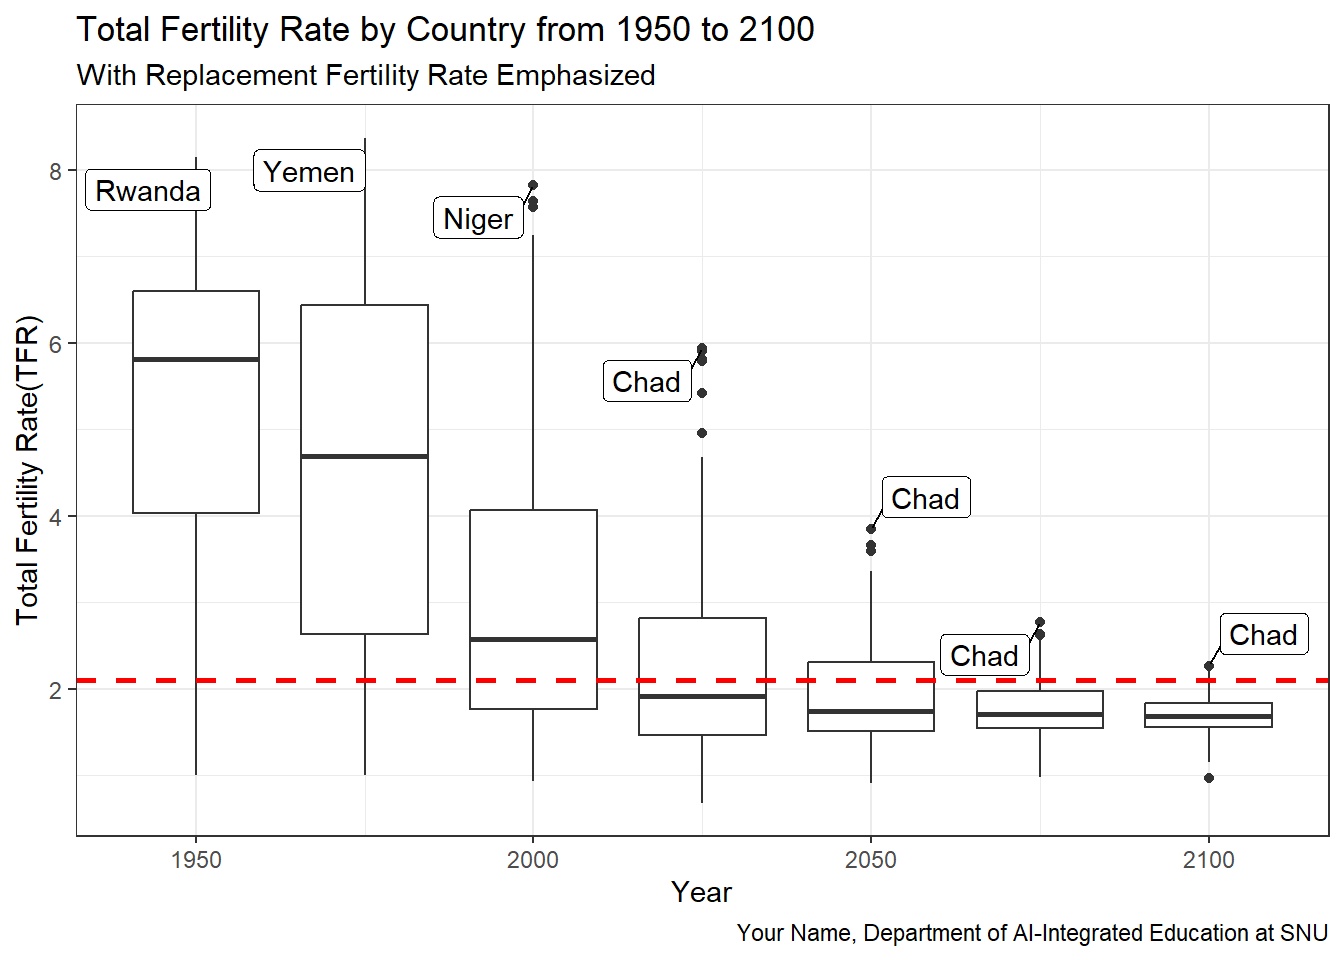 Total Fertility Rate by Country from 1950 to 2100
With Replacement Fertility Rate Emphasized
Total Fertility Rate(TFR)
8
6
4
2
Rwanda
Yemen
Niger
Chad
Chad
Chad
Chad
1950
2000
2050
2100
Year
Your Name, Department of AI-Integrated Education at SNU